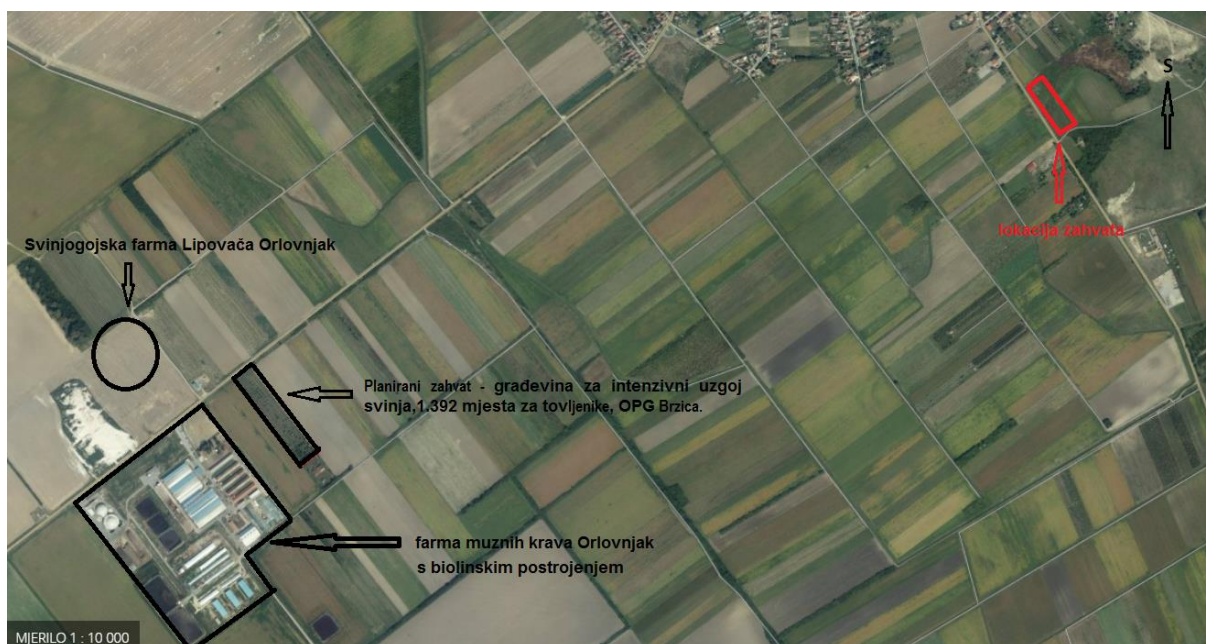 S
lokacija zahvata
Svinjogojska farma Lipovača Orlovnjak
Planirani zahvat - građevina za intenzivni uzgoj
svinja,1.392 mjesta za tovljenike, OPG Brzica.
farma muznih krava Orlovnjak
s biolinskim postrojenjem
MJERILO 1 : 10 000